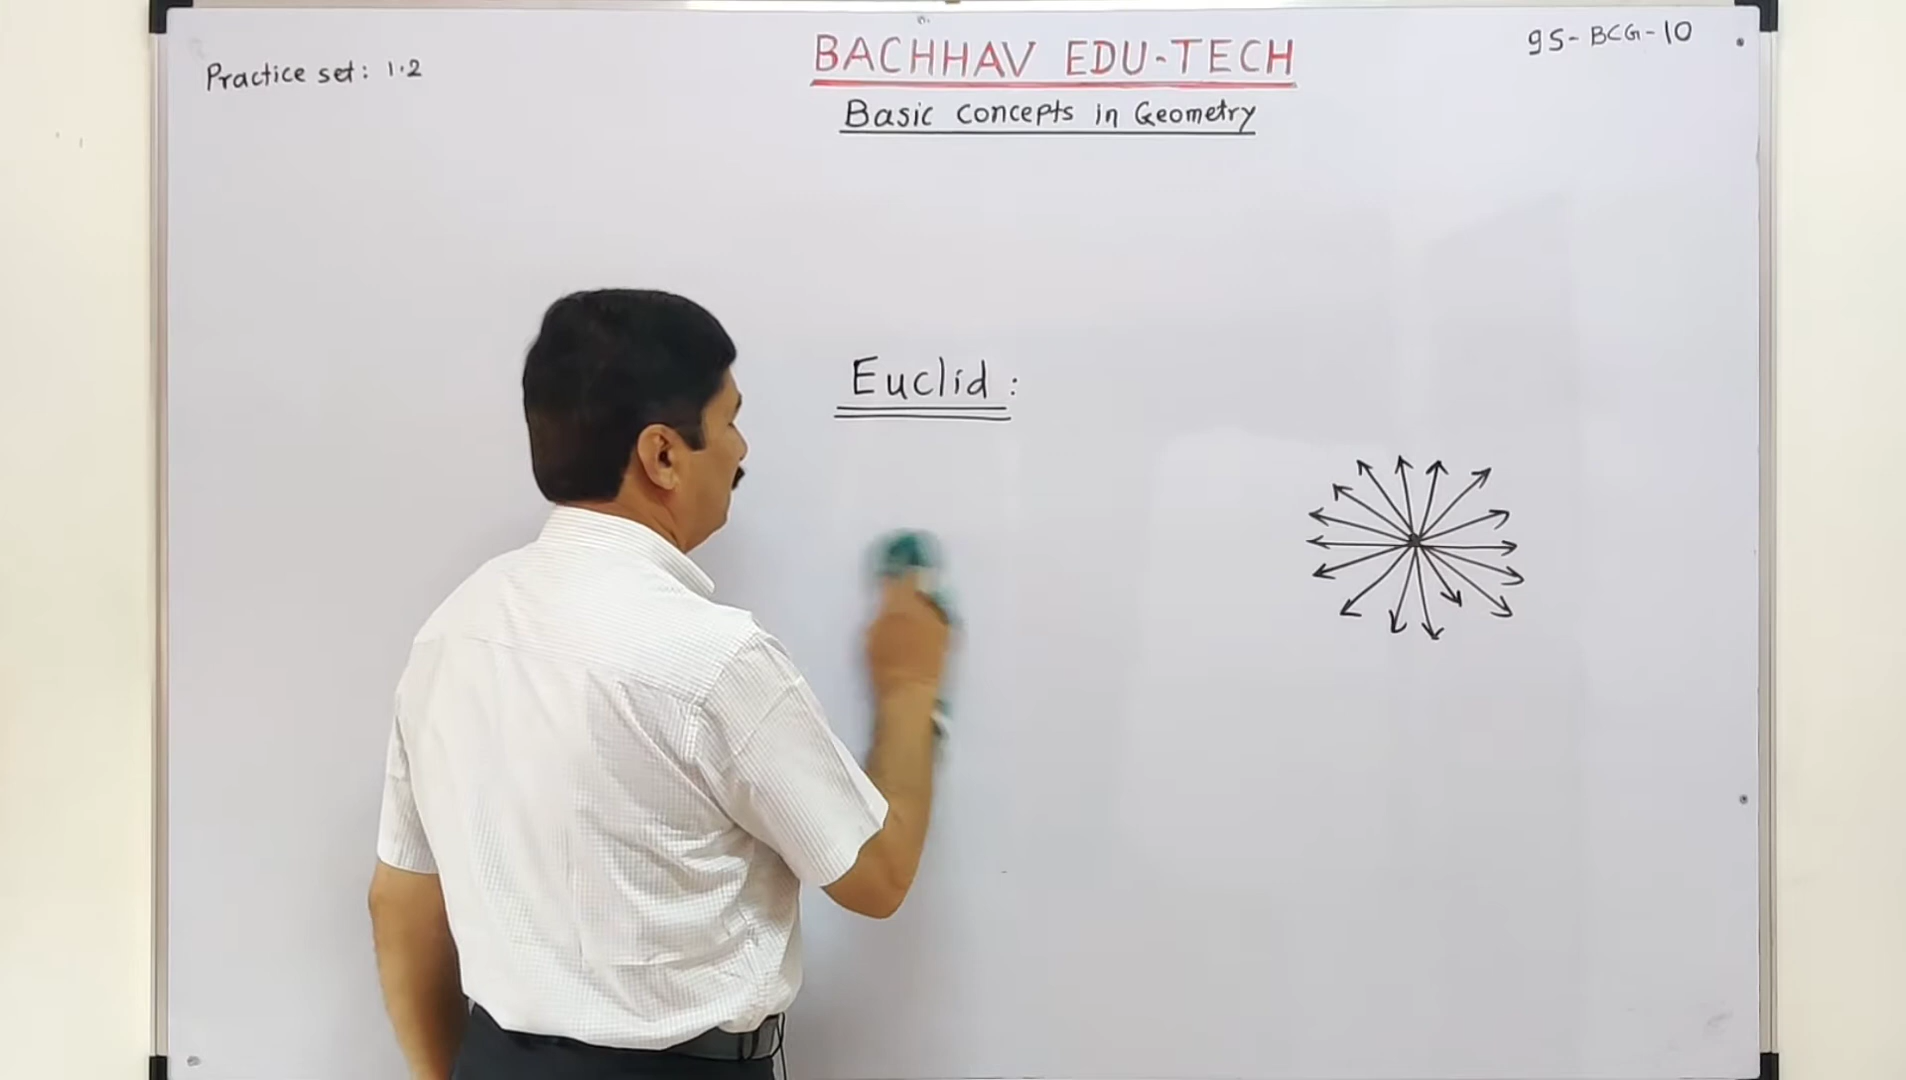 Practice set: 1.2
BACHHAV EDU-TECH
9S-BCG-10
Basic Concepts in Geometry
Euclid: